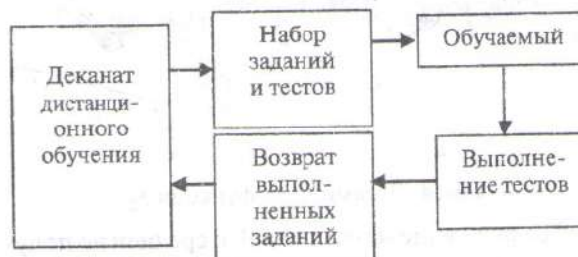 Деканат
дистанци-
онного
обучения
Набор
заданий
и тестов
Обучаемый
Выполне-
ние тестов
Возврат
выпол-
ненных
заданий